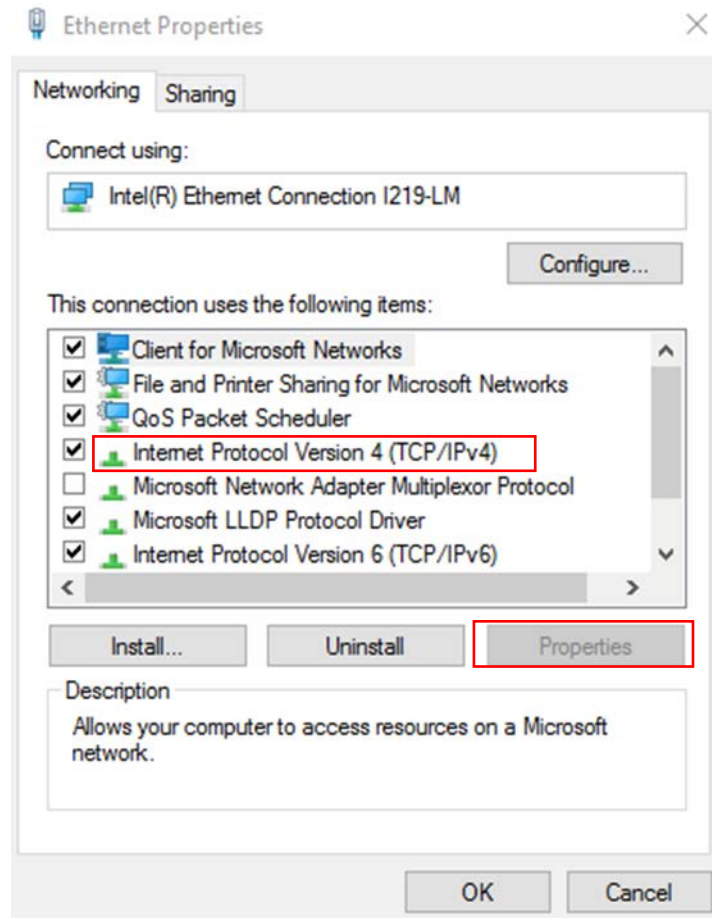 Ethernet Properties
Networking
Sharing
Connect using:
Intel(R) Ethernet Connection I219-LM
Configure...
This connection uses the following items:
Client for Microsoft Networks
File and Printer Sharing for Microsoft Networks
QoS Packet Scheduler
Internet Protocol Version 4 (TCP/IPv4)
Microsoft Network Adapter Multiplexor Protocol
Microsoft LLDP Protocol Driver
Internet Protocol Version 6 (TCP/IPv6)
Install...
Uninstall
Properties
Description
Allows your computer to access resources on a Microsoft
network.
OK
Cancel